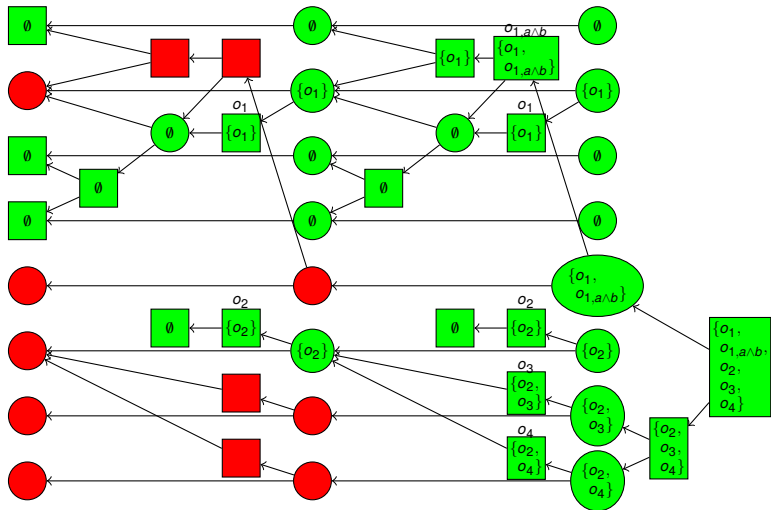 ∅ ∅ ∅
o₁,ₐ∧b
{o₁} {o₁,
o₁,ₐ∧b}
{o₁} {o₁}
o₁ o₁
∅ {o₁} ∅ {o₁}
∅ ∅ ∅
∅ ∅
∅ ∅ ∅
{o₁,
o₁,ₐ∧b}
o₂ o₂
∅ {o₂} ∅ {o₂}
{o₂} {o₂}
{o₁,
o₁,ₐ∧b,
o₂,
o₃,
o₄}
o₃
{o₂,
o₃}
{o₂,
o₃}
o₄
{o₂,
o₄}
{o₂,
o₃,
o₄}
{o₂,
o₄}